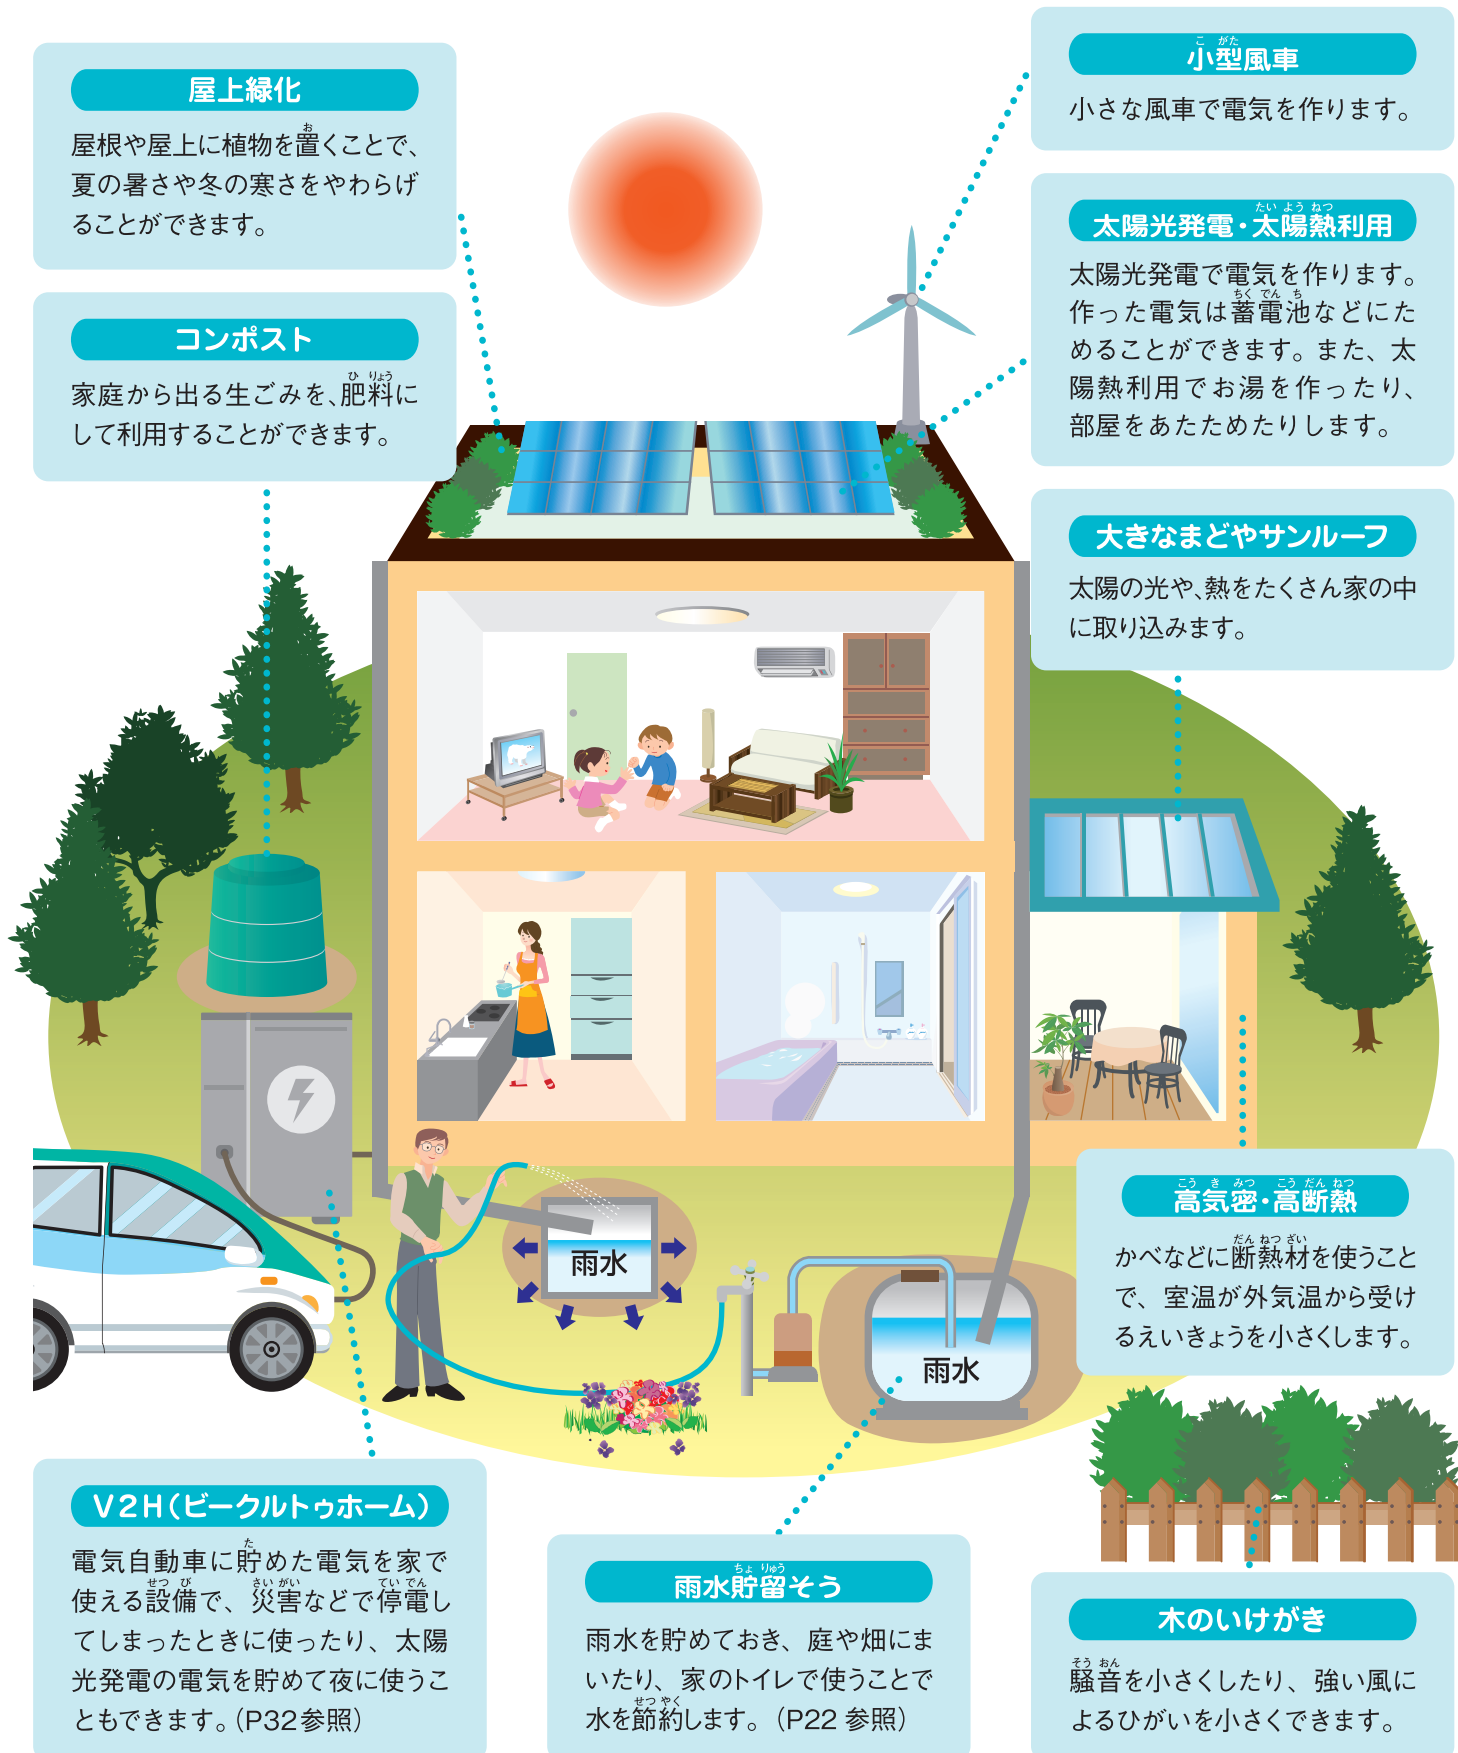 屋上緑化
屋根や屋上に植物を置くことで、
夏の暑さや冬の寒さをやわらげ
ることができます。
コンポスト
家庭から出る生ごみを、肥料に
して利用することができます。
小型風車
小さな風車で電気を作ります。
太陽光発電・太陽熱利用
太陽光発電で電気を作ります。
作った電気は蓄電池などにた
めることができます。また、太
陽熱利用でお湯を作ったり、
部屋をあたためたりします。
大きなまどやサンルーフ
太陽の光や、熱をたくさん家の中
に取り込みます。
高気密・高断熱
かべなどに断熱材を使うこと
で、室温が外気温から受け
るえいきょうを小さくします。
雨水
雨水
V2H（ビークルトゥホーム）
電気自動車に貯めた電気を家で
使える設備で、災害などで停電し
てしまったときに使ったり、太陽
光発電の電気を貯めて夜に使うこ
ともできます。（P32参照）
雨水貯留そう
雨水を貯めておき、庭や畑にま
いたり、家のトイレで使うことで
水を節約します。（P22 参照）
木のいけがき
騒音を小さくしたり、強い風に
よるひがいを小さくできます。